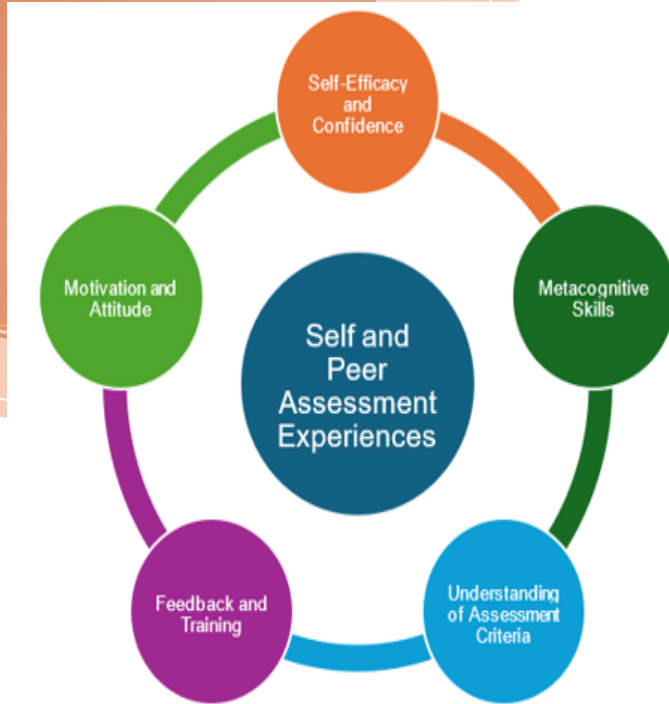 Self-Efficacy
and
Confidence
Motivation and
Attitude
Metacognitive
Skills
Self and
Peer
Assessment
Experiences
Feedback and
Training
Understanding
of Assessment
Criteria